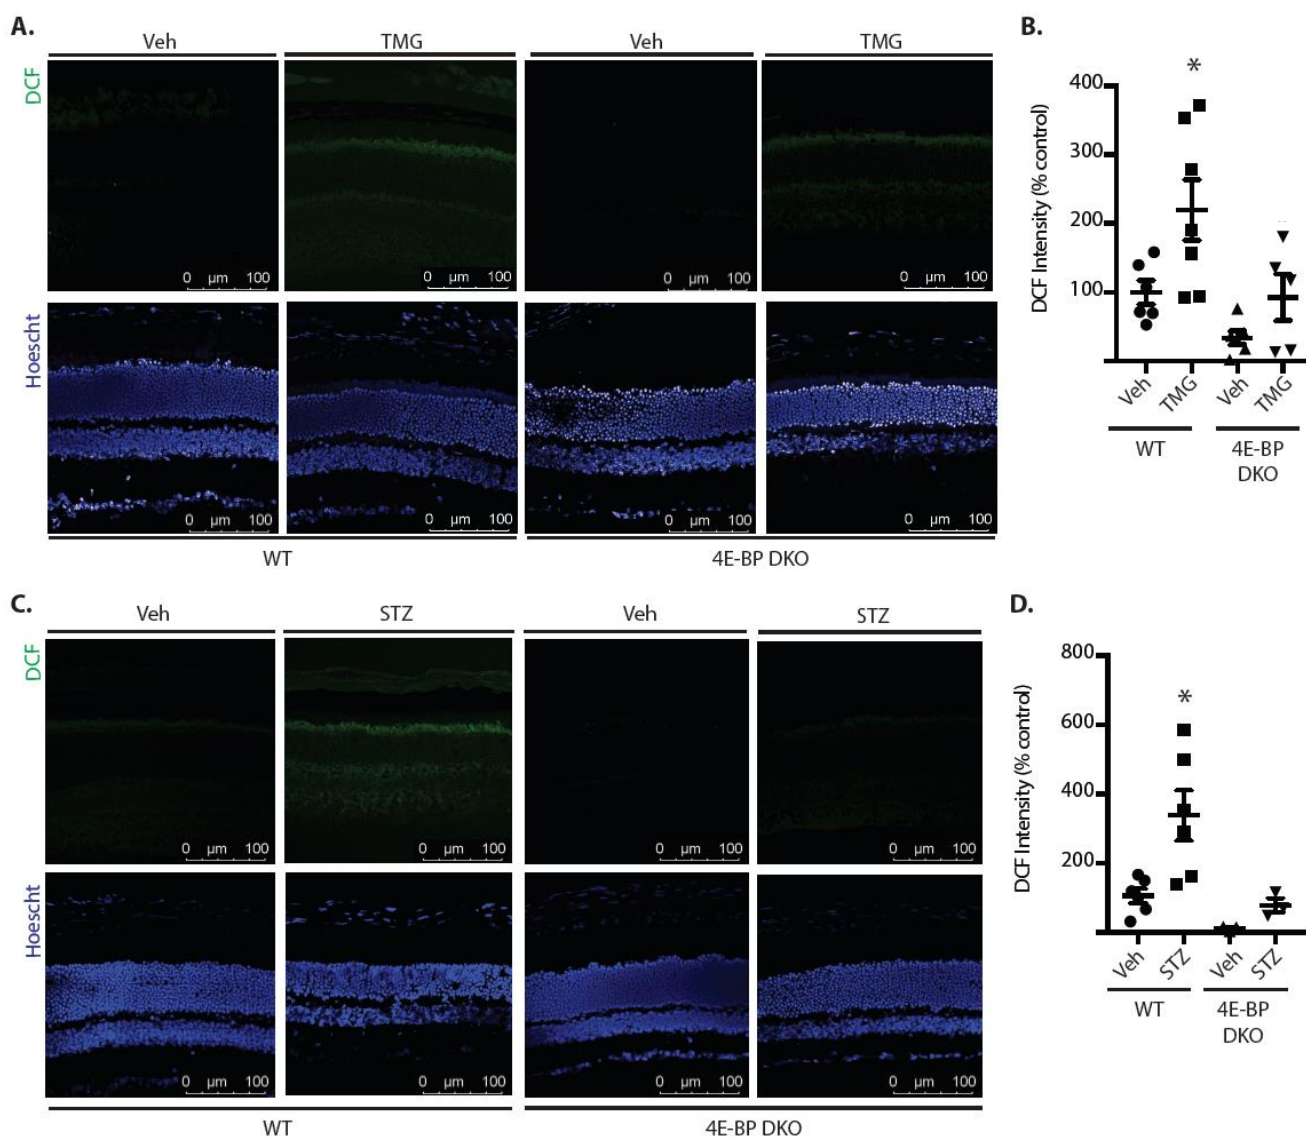 A.
Veh TMG Veh TMG
DCF
0 µm 100 0 µm 100 0 µm 100 0 µm 100
Hoescht
0 µm 100 0 µm 100 0 µm 100 0 µm 100
WT 4E-BP DKO
B.
*
DCF Intensity (% control)
400
300
200
100
Veh TMG Veh TMG
WT 4E-BP
DKO
C.
Veh STZ Veh STZ
DCF
0 µm 100 0 µm 100 0 µm 100 0 µm 100
Hoescht
0 µm 100 0 µm 100 0 µm 100 0 µm 100
WT 4E-BP DKO
D.
*
DCF Intensity (% control)
800
600
400
200
Veh STZ Veh STZ
WT 4E-BP
DKO